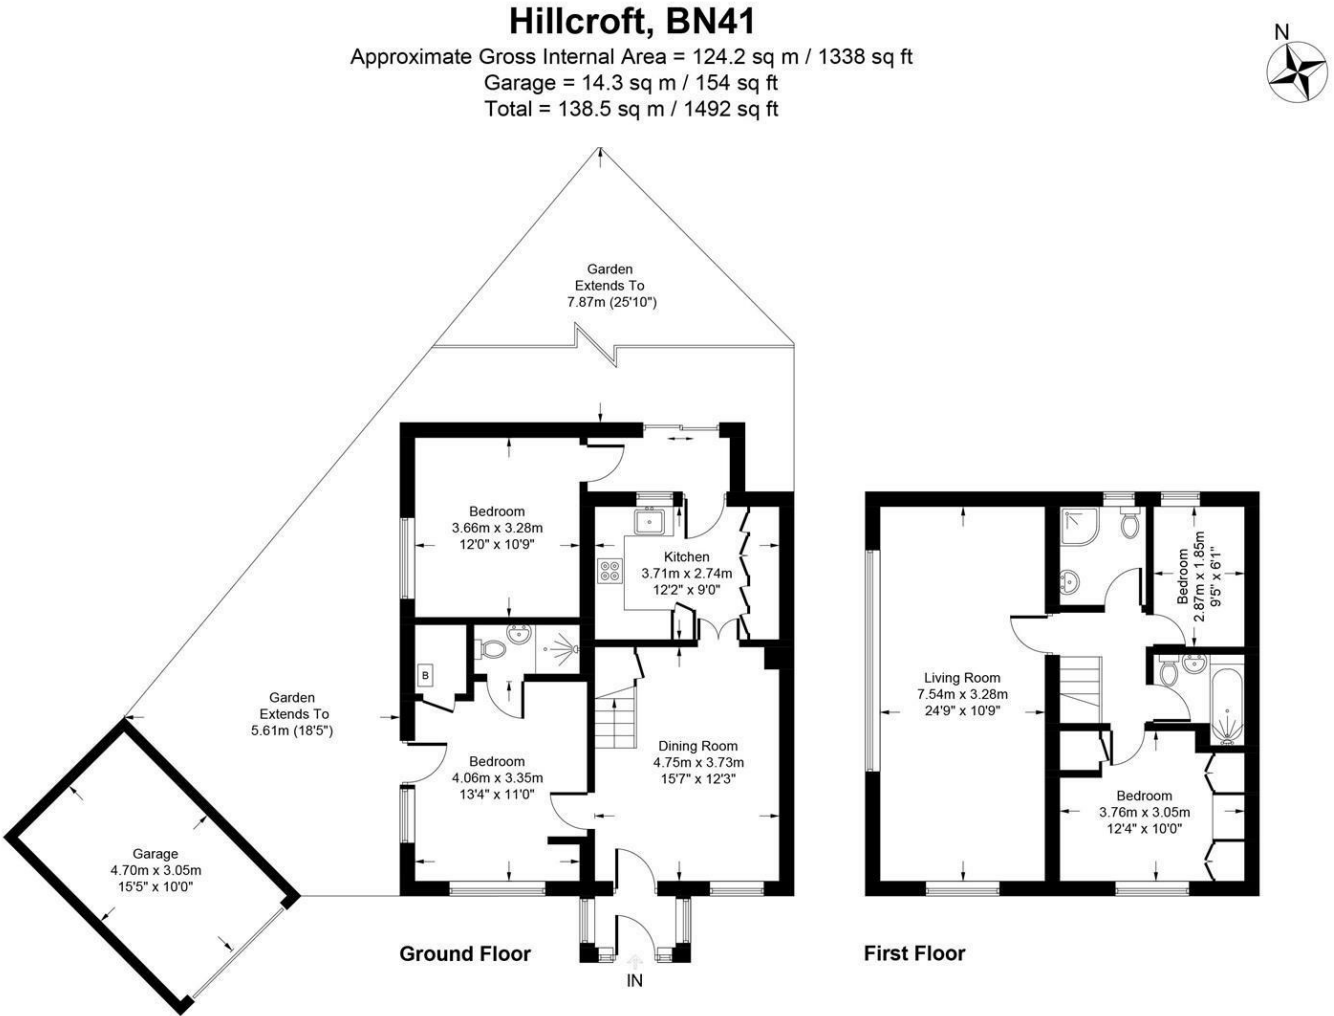 Hillcroft, BN41
Approximate Gross Internal Area = 124.2 sq m / 1338 sq ft
Garage = 14.3 sq m / 154 sq ft
Total = 138.5 sq m / 1492 sq ft
N
Garden
Extends To
7.87m (25'10")
Bedroom
3.66m x 3.28m
12'0" x 10'9"
Kitchen
3.71m x 2.74m
12'2" x 9'0"
B
Garden
Extends To
5.61m (18'5")
Bedroom
4.06m x 3.35m
13'4" x 11'0"
Dining Room
4.75m x 3.73m
15'7" x 12'3"
Garage
4.70m x 3.05m
15'5" x 10'0"
Ground Floor
IN
Living Room
7.54m x 3.28m
24'9" x 10'9"
Bedroom
2.87m x 1.85m
9'5" x 6'1"
Bedroom
3.76m x 3.05m
12'4" x 10'0"
First Floor